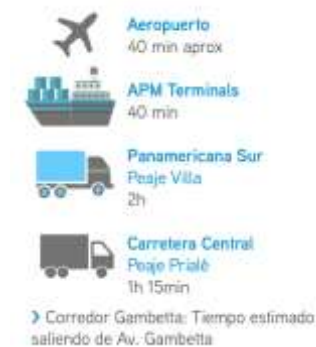 Aeropuerto
40 min aprox
APM Terminals
40 min
Panamericana Sur
Peaje Villa
2h
Carretera Central
Peaje Prialé
1h 15min
› Corredor Gambetta: Tiempo estimado
saliendo de Av. Gambetta